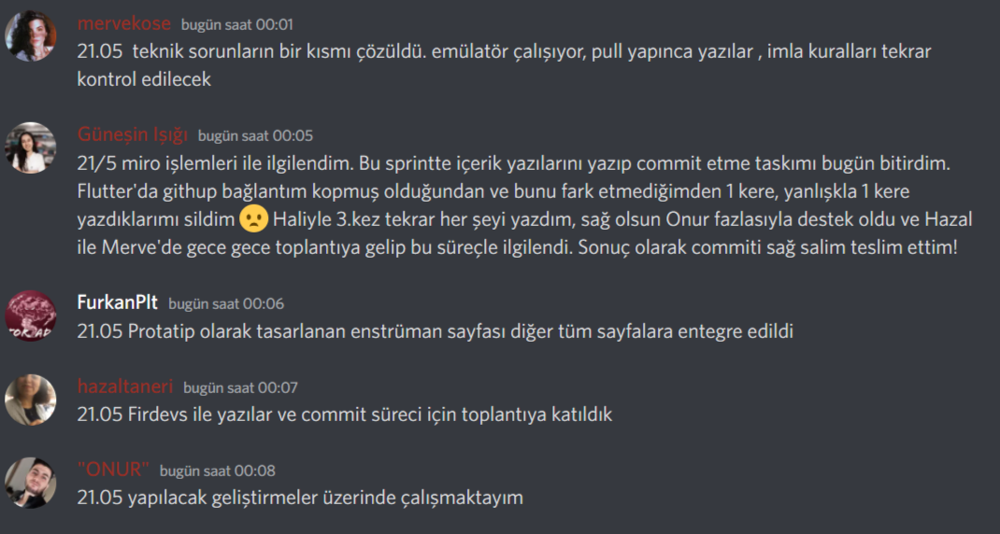 mervekose bugün saat 00:01
21.05 teknik sorunların bir kısmı çözüldü. emülatör çalışıyor, pull yapınca yazılar , imla kuralları tekrar
kontrol edilecek
Güneşin Işığı bugün saat 00:05
21/5 miro işlemleri ile ilgilendim. Bu sprintte içerik yazılarını yazıp commit etme taskımı bugün bitirdim.
Flutter'da githup bağlantım kopmuş olduğundan ve bunu fark etmediğimden 1 kere, yanlışkla 1 kere
yazdıklarımı sildim 🙁 Haliyle 3.kez tekrar her şeyi yazdım, sağ olsun Onur fazlasıyla destek oldu ve Hazal
ile Merve'de gece gece toplantıya gelip bu süreçle ilgilendi. Sonuç olarak commiti sağ salim teslim ettim!
FurkanPlt bugün saat 00:06
21.05 Protatip olarak tasarlanan enstrüman sayfası diğer tüm sayfalara entegre edildi
hazaltaneri bugün saat 00:07
21.05 Firdevs ile yazılar ve commit süreci için toplantıya katıldık
"ONUR" bugün saat 00:08
21.05 yapılacak geliştirmeler üzerinde çalışmaktayım